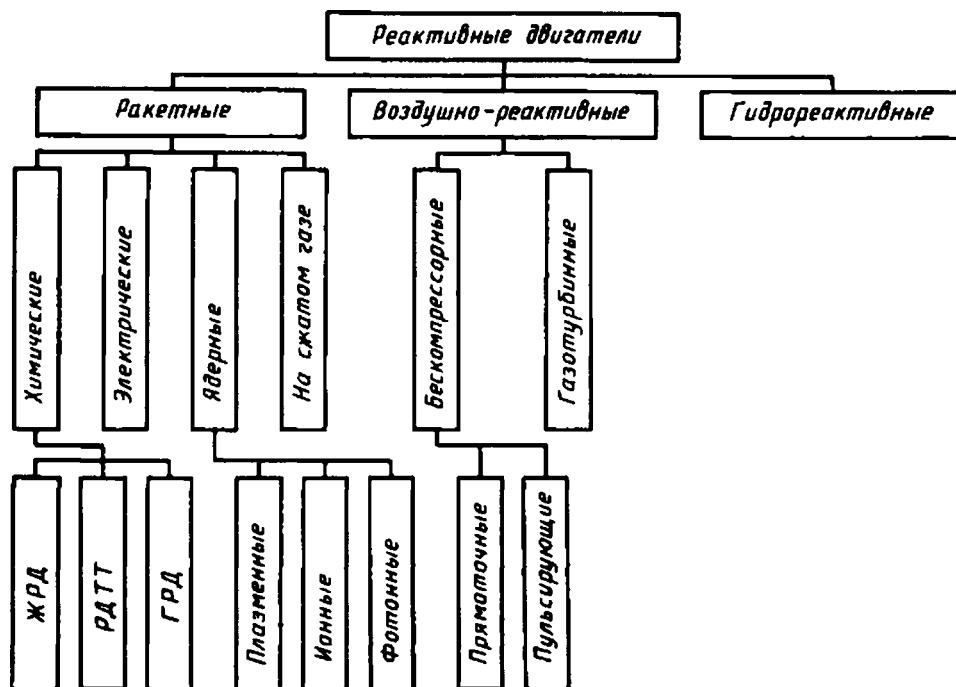 Реактивные двигатели
Ракетные
Воздушно-реактивные
Гидрореактивные
Химические
Электрические
Ядерные
На сжатом газе
Бескомпрессорные
Газотурбинные
ЖРД
РДТТ
ГРД
Плазменные
Ионные
Фотонные
Прямоточные
Пульсирующие